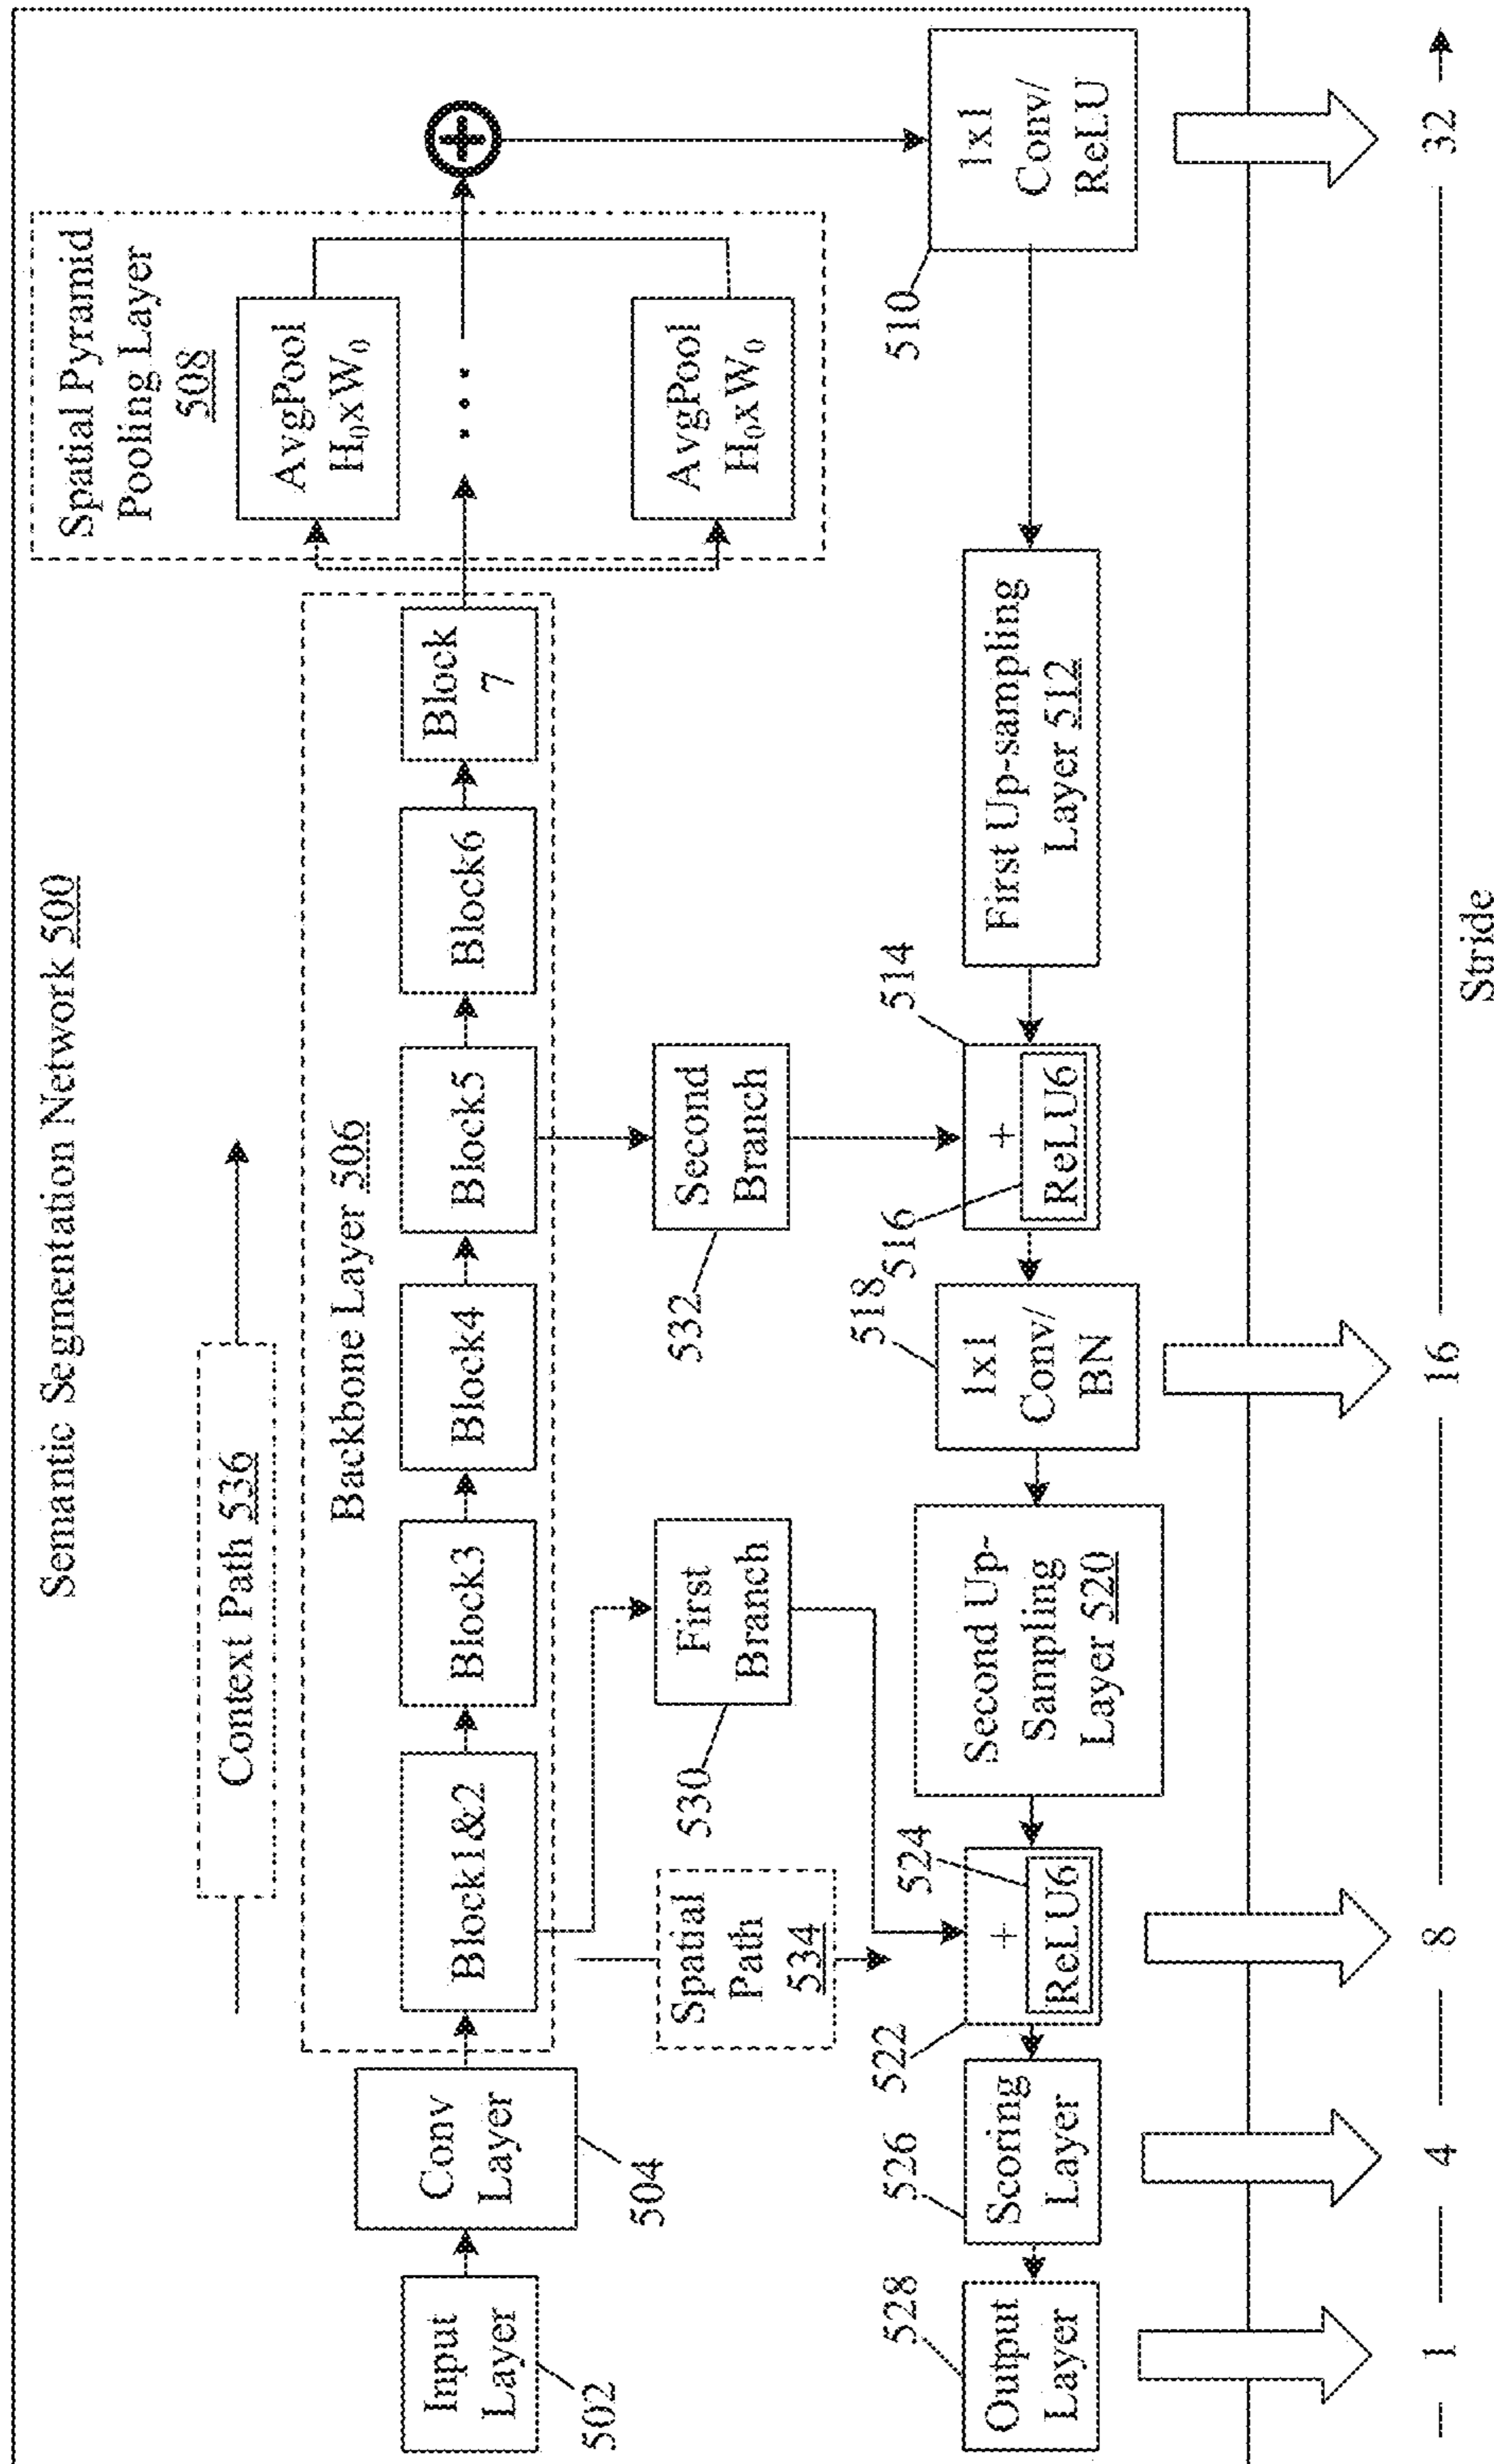 Semantic Segmentation Network 500
Context Path 536
Spatial Pyramid
Pooling Layer
508
AvgPool
H₀xW₀
AvgPool
H₀xW₀
Backbone Layer 506
Input
Layer
502
Conv
Layer
504
Block1&2
Block3
Block4
Block5
Block6
Block
7
First
Branch
530
Second
Branch
532
Spatial
Path
534
1x1
Conv/
ReLU
510
First Up-sampling
Layer 512
514
+
ReLU6
516
518
1x1
Conv/
BN
Second Up-
Sampling
Layer 520
522
+
ReLU6
524
526
Scoring
Layer
528
Output
Layer
1
4
8
16
32
Stride